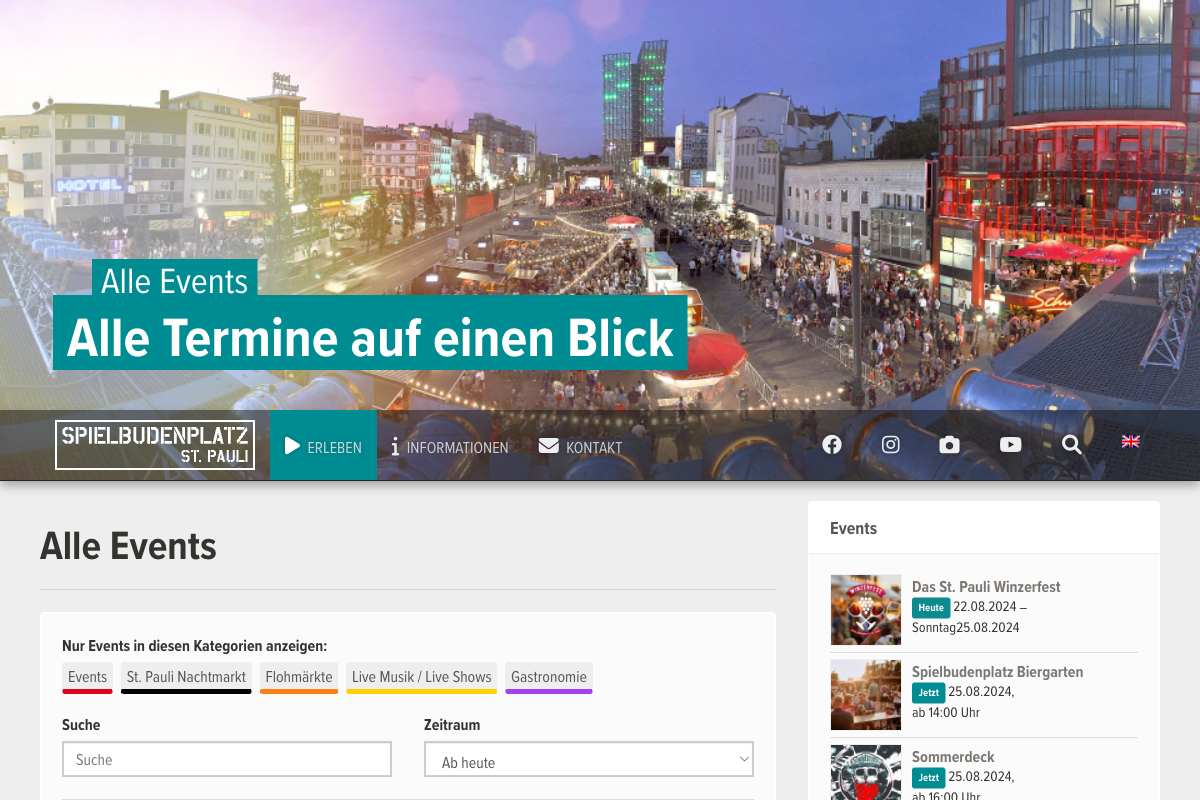 HOTEL
Alle Events
Alle Termine auf einen Blick
SPIELBUDENPLATZ
ST. PAULI
ERLEBEN
INFORMATIONEN
KONTAKT
Alle Events
Nur Events in diesen Kategorien anzeigen:
Events
St. Pauli Nachtmarkt
Flohmärkte
Live Musik / Live Shows
Gastronomie
Suche
Suche
Zeitraum
Ab heute
Events
WINZERFEST
Das St. Pauli Winzerfest
Heute 22.08.2024 –
Sonntag25.08.2024
Spielbudenplatz Biergarten
Jetzt 25.08.2024,
ab 14:00 Uhr
Sommerdeck
Jetzt 25.08.2024,
ab 16:00 Uhr